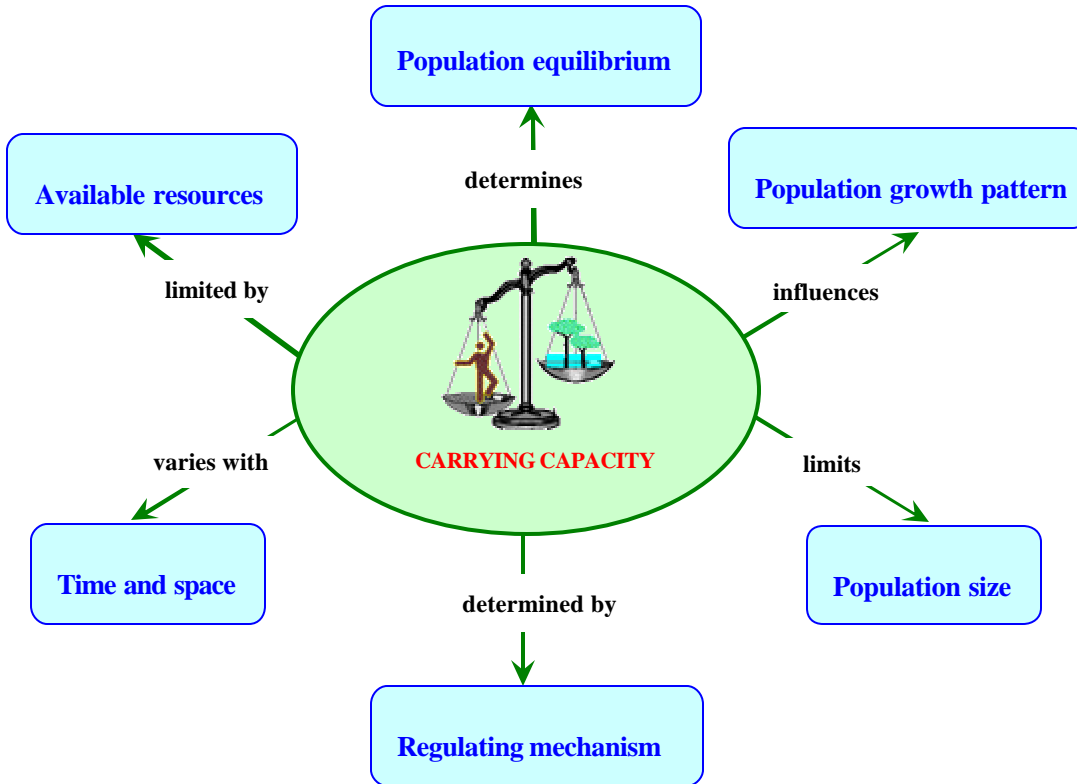 Population equilibrium
determines
Available resources
Population growth pattern
limited by
influences
CARRYING CAPACITY
varies with
limits
Time and space
Population size
determined by
Regulating mechanism